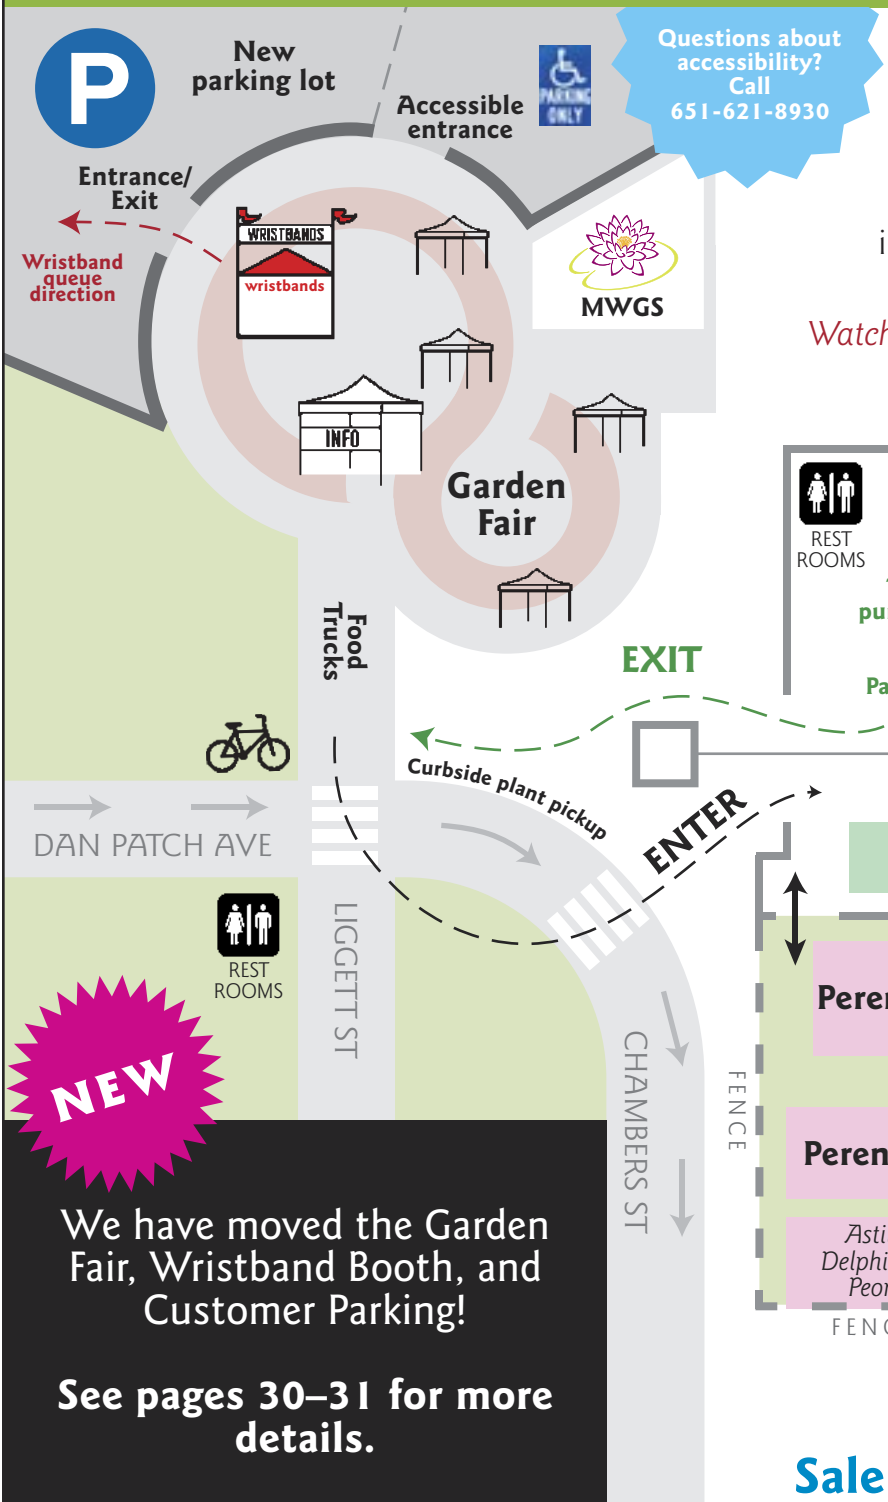 P
New
parking lot
Accessible
entrance
PARKING
ONLY
Questions about
accessibility?
Call
651-621-8930
Entrance/
Exit
Wristband
queue
direction
WRISTBANDS
wristbands
MWGS
INFO
Garden
Fair
REST
ROOMS
Food
Trucks
EXIT
Curbside plant pickup
ENTER
DAN PATCH AVE
REST
ROOMS
LIGGETT ST
CHAMBERS ST
FENCE
NEW
We have moved the Garden
Fair, Wristband Booth, and
Customer Parking!
See pages 30–31 for more
details.
Sale